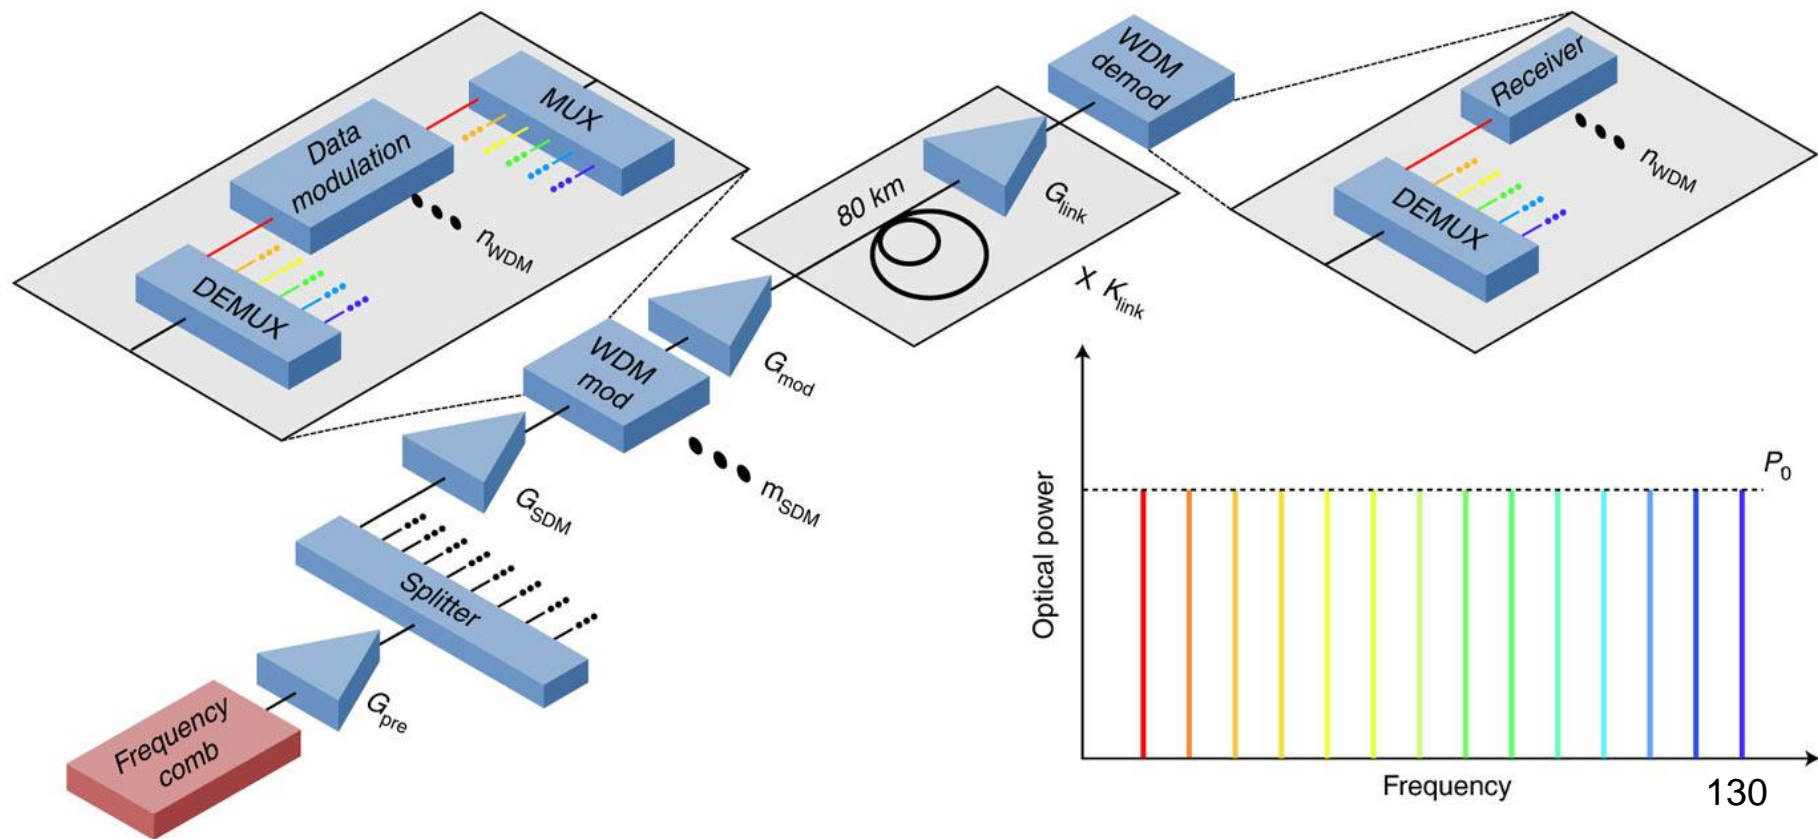 MUX
Data
modulation
n_WDM
DEMUX
WDM
demod
Receiver
n_WDM
DEMUX
80 km
G_link
X K_link
G_mod
WDM
mod
m_SDM
G_SDM
Splitter
G_pre
Frequency
comb
P_0
Optical power
Frequency
130